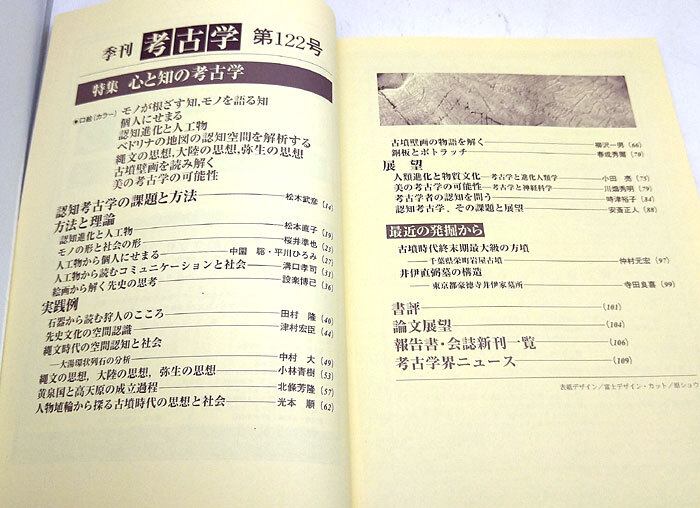 季刊 考古学 第122号
特集 心と知の考古学
●口絵(カラー) モノが根ざす知,モノを語る知
個人にせまる
認知進化と人工物
ペドリナの地図の認知空間を解析する
縄文の思想,大陸の思想,弥生の思想
古墳壁画を読み解く
美の考古学の可能性
認知考古学の課題と方法 松木武彦 (14)
方法と理論
認知進化と人工物 松本直子 (19)
モノの形と社会の形 桜井準也 (23)
人工物から個人にせまる 中園 聡・平川ひろみ (27)
人工物から読むコミュニケーションと社会 溝口孝司 (31)
絵画から解く先史の思考 設楽博己 (36)
実践例
石器から読む狩人のこころ 田村 隆 (40)
先史文化の空間認識 津村宏臣 (44)
縄文時代の空間認知と社会
―大湯環状列石の分析― 中村 大 (49)
縄文の思想,大陸の思想,弥生の思想 小林青樹 (53)
黄泉国と高天原の成立過程 北條芳隆 (57)
人物埴輪から探る古墳時代の思想と社会 光本 順 (62)
古墳壁画の物語を解く 柳沢一男 (66)
銅板とポトラッチ 春成秀爾 (70)
展 望
人類進化と物質文化―考古学と進化人類学 小田 亮 (75)
美の考古学の可能性―考古学と神経科学 川畑秀明 (79)
考古学者の認知を問う 時津裕子 (84)
認知考古学,その課題と展望 安斎正人 (88)
最近の発掘から
古墳時代終末期最大級の方墳
―千葉県栄町岩屋古墳 仲村元宏 (97)
井伊直弼墓の構造
―東京都豪徳寺井伊家墓所 寺田良喜 (99)
書評 (101)
論文展望 (104)
報告書・会誌新刊一覧 (106)
考古学界ニュース (109)
表紙デザイン/富士デザイン・カット/県ショウ